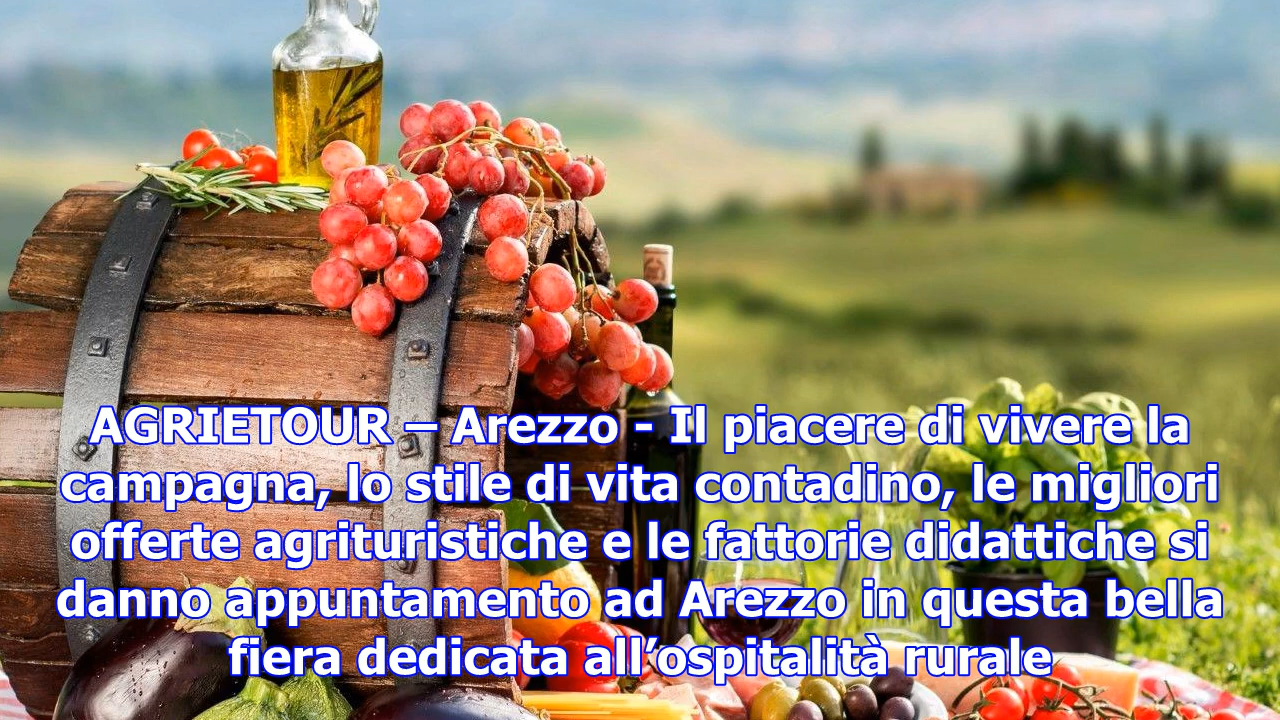 AGRIETOUR – Arezzo - Il piacere di vivere la
campagna, lo stile di vita contadino, le migliori
offerte agrituristiche e le fattorie didattiche si
danno appuntamento ad Arezzo in questa bella
fiera dedicata all’ospitalità rurale